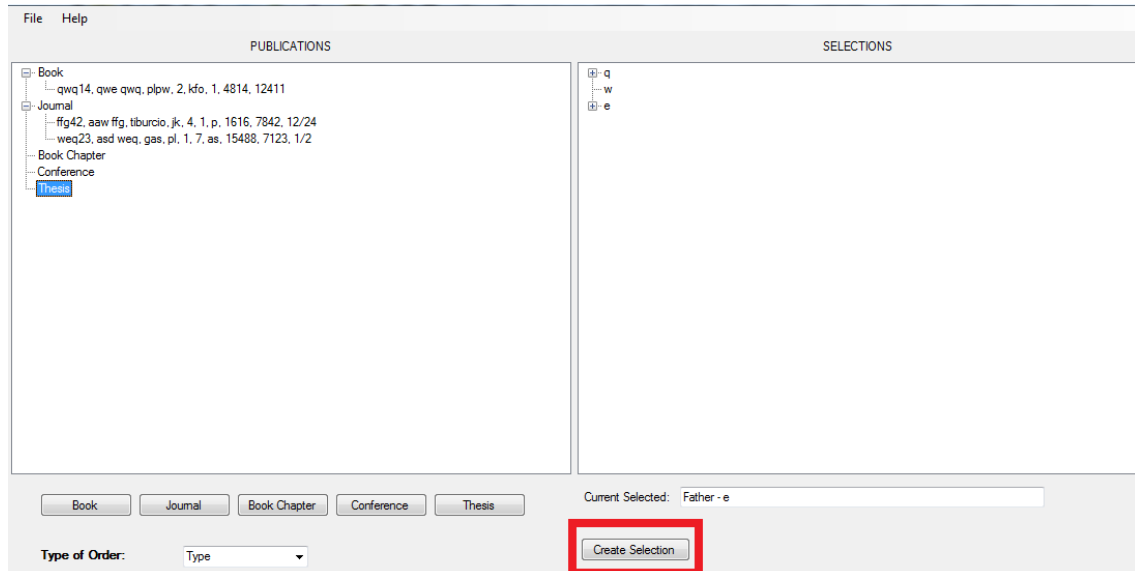 File Help
PUBLICATIONS
SELECTIONS
Book
qwq14, qwe qwq, plpw, 2, kfo, 1, 4814, 12411
Journal
ffg42, aaw ffg, tiburcio, jk, 4, 1, p, 1616, 7842, 12/24
weq23, asd weq, gas, pl, 1, 7, as, 15488, 7123, 1/2
Book Chapter
Conference
Thesis
q
w
e
Book Journal Book Chapter Conference Thesis
Current Selected: Father - e
Type of Order: Type
Create Selection